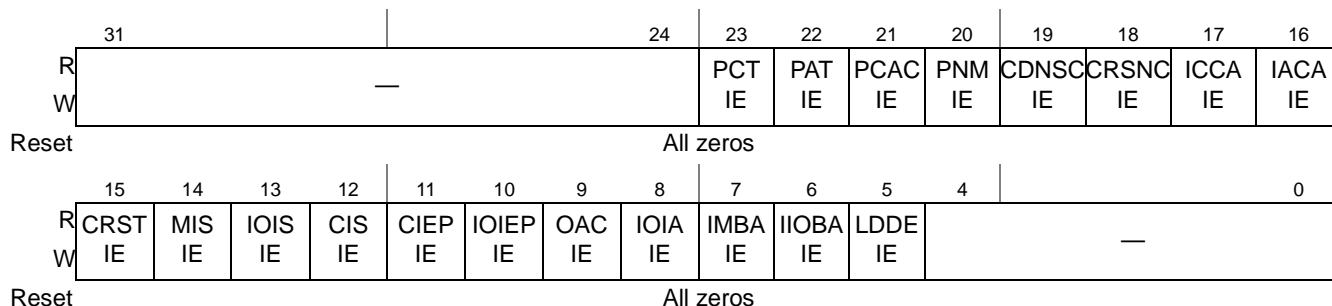 31 24 23 22 21 20 19 18 17 16
R PCT PAT PCAC PNM CDNSC CRSNC ICCA IACA
— 
W IE IE IE IE IE IE IE IE
Reset All zeros
15 14 13 12 11 10 9 8 7 6 5 4 0
R CRST MIS IOIS CIS CIEP IOIEP OAC IOIA IMBA IIOBA LDDE
—
W IE IE IE IE IE IE IE IE IE IE IE
Reset All zeros